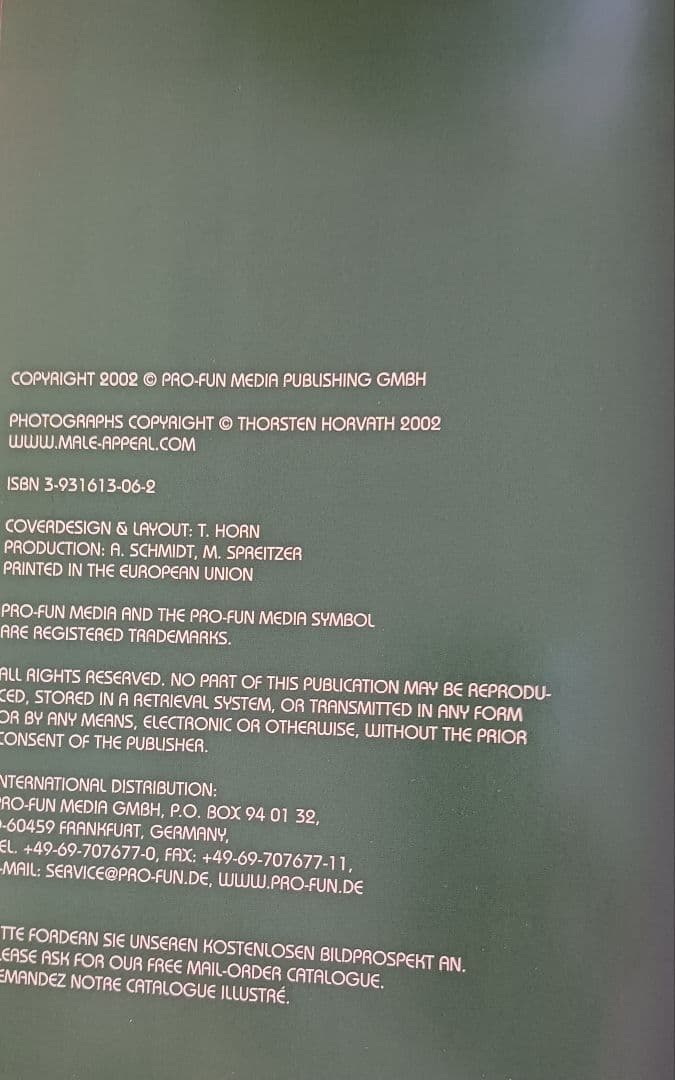 COPYRIGHT 2002 © PRO-FUN MEDIA PUBLISHING GMBH
PHOTOGRAPHS COPYRIGHT © THORSTEN HORVATH 2002
WWW.MALE-APPEAL.COM
ISBN 3-931613-06-2
COVERDESIGN & LAYOUT: T. HORN
PRODUCTION: A. SCHMIDT, M. SPREITZER
PRINTED IN THE EUROPEAN UNION
PRO-FUN MEDIA AND THE PRO-FUN MEDIA SYMBOL
ARE REGISTERED TRADEMARKS.
ALL RIGHTS RESERVED. NO PART OF THIS PUBLICATION MAY BE REPRODU-
CED, STORED IN A RETRIEVAL SYSTEM, OR TRANSMITTED IN ANY FORM
OR BY ANY MEANS, ELECTRONIC OR OTHERWISE, WITHOUT THE PRIOR
CONSENT OF THE PUBLISHER.
NTERNATIONAL DISTRIBUTION:
PRO-FUN MEDIA GMBH, P.O. BOX 94 01 32,
-60459 FRANKFURT, GERMANY,
EL. +49-69-707677-0, FAX: +49-69-707677-11,
-MAIL: SERVICE@PRO-FUN.DE, WWW.PRO-FUN.DE
TTE FORDERN SIE UNSEREN KOSTENLOSEN BILDPROSPEKT AN.
EASE ASK FOR OUR FREE MAIL-ORDER CATALOGUE.
EMANDEZ NOTRE CATALOGUE ILLUSTRÉ.